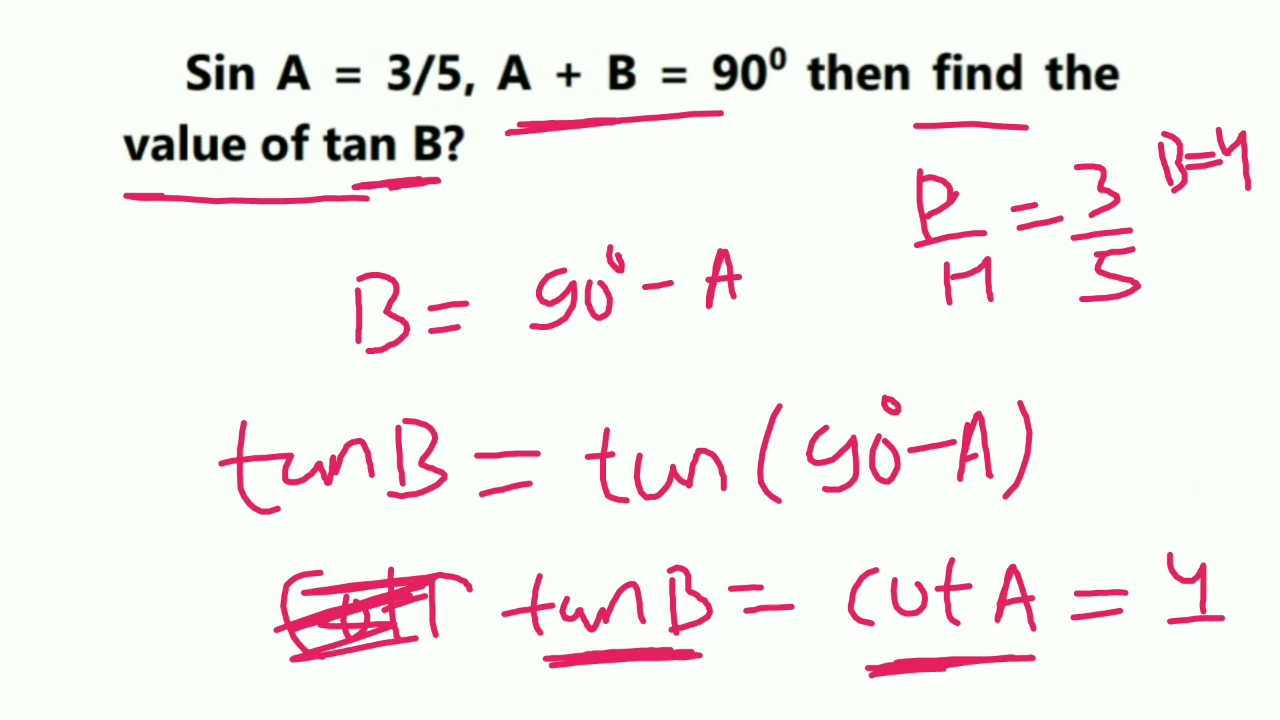 Sin A = 3/5, A + B = 90⁰ then find the
value of tan B?
P/H = 3/5 B=4
B = 90° - A
tanB = tan (90° - A)
tanB = cot A = 4